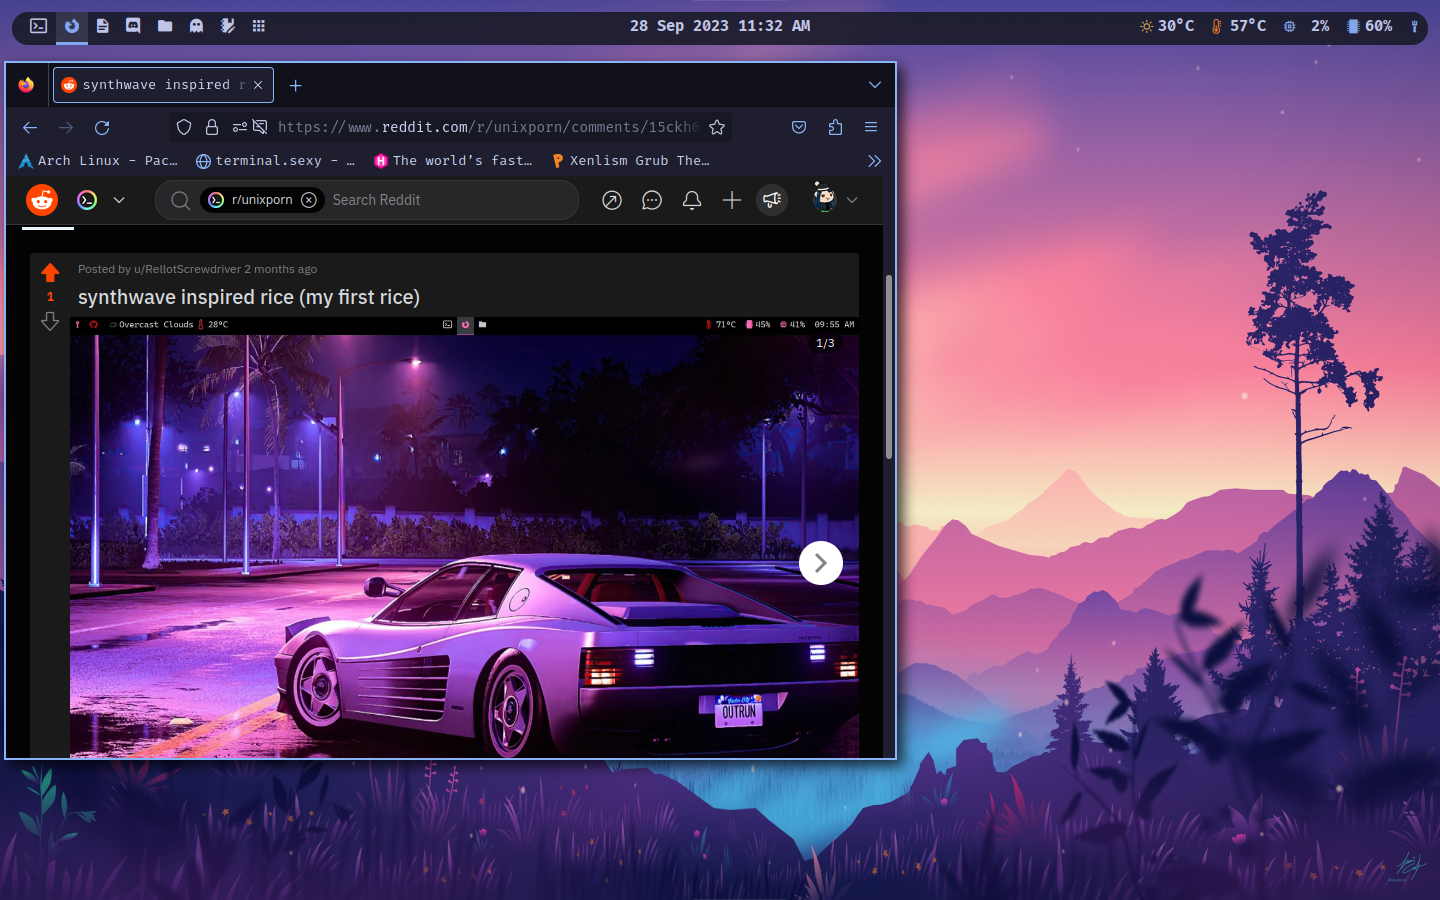 28 Sep 2023 11:32 AM
30°C 57°C 2% 60%
synthwave inspired r
https://www.reddit.com/r/unixporn/comments/15ckh6
Arch Linux - Pac… terminal.sexy - … The world's fast… Xenlism Grub The…
r/unixporn Search Reddit
Posted by u/RellotScrewdriver 2 months ago
1
synthwave inspired rice (my first rice)
Overcast Clouds 28°C 71°C 45% 41% 09:55 AM
1/3
OUTRUN